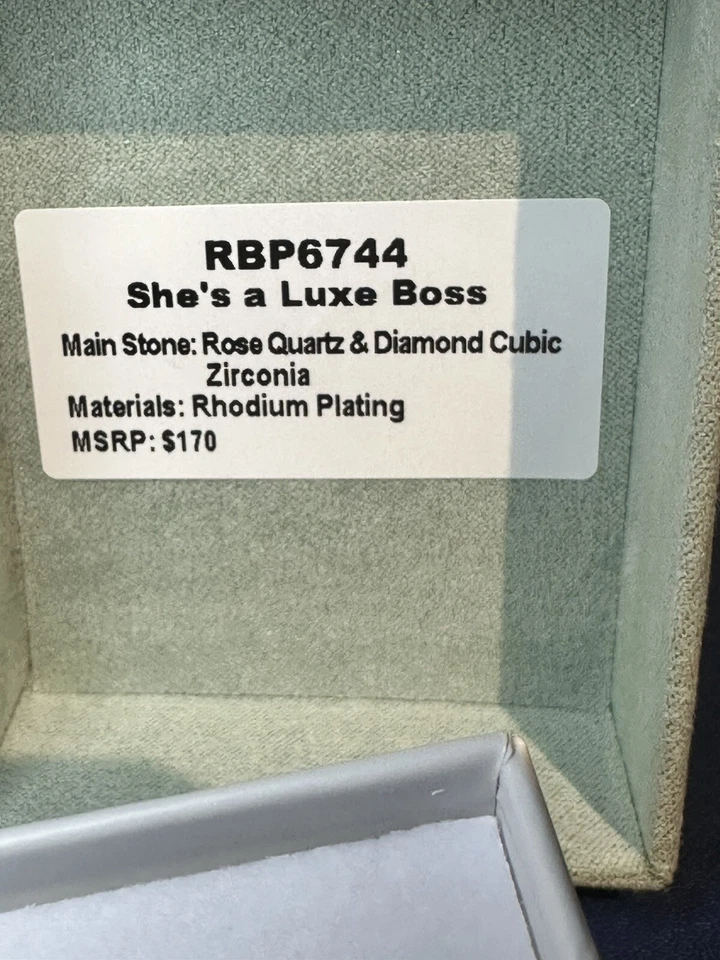 RBP6744
She's a Luxe Boss
Main Stone: Rose Quartz & Diamond Cubic
Zirconia
Materials: Rhodium Plating
MSRP: $170